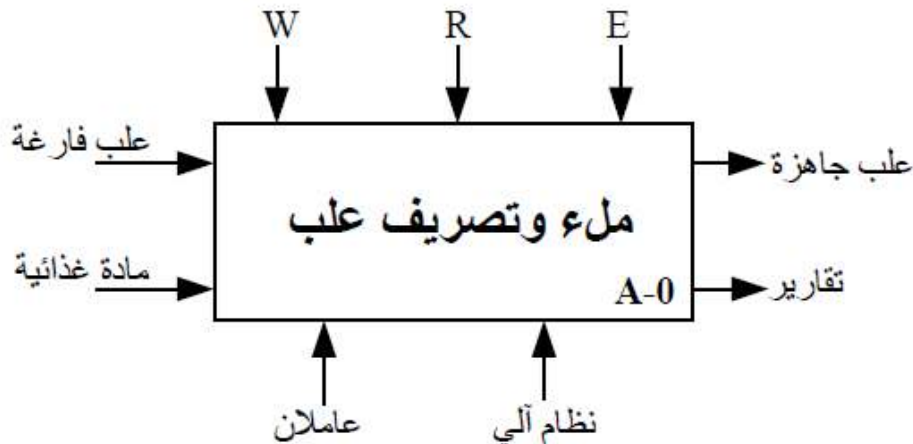 W R E
علب فارغة
علب جاهزة
ملء وتصريف علب
مادة غذائية
تقارير
A-0
عاملان
نظام آلي